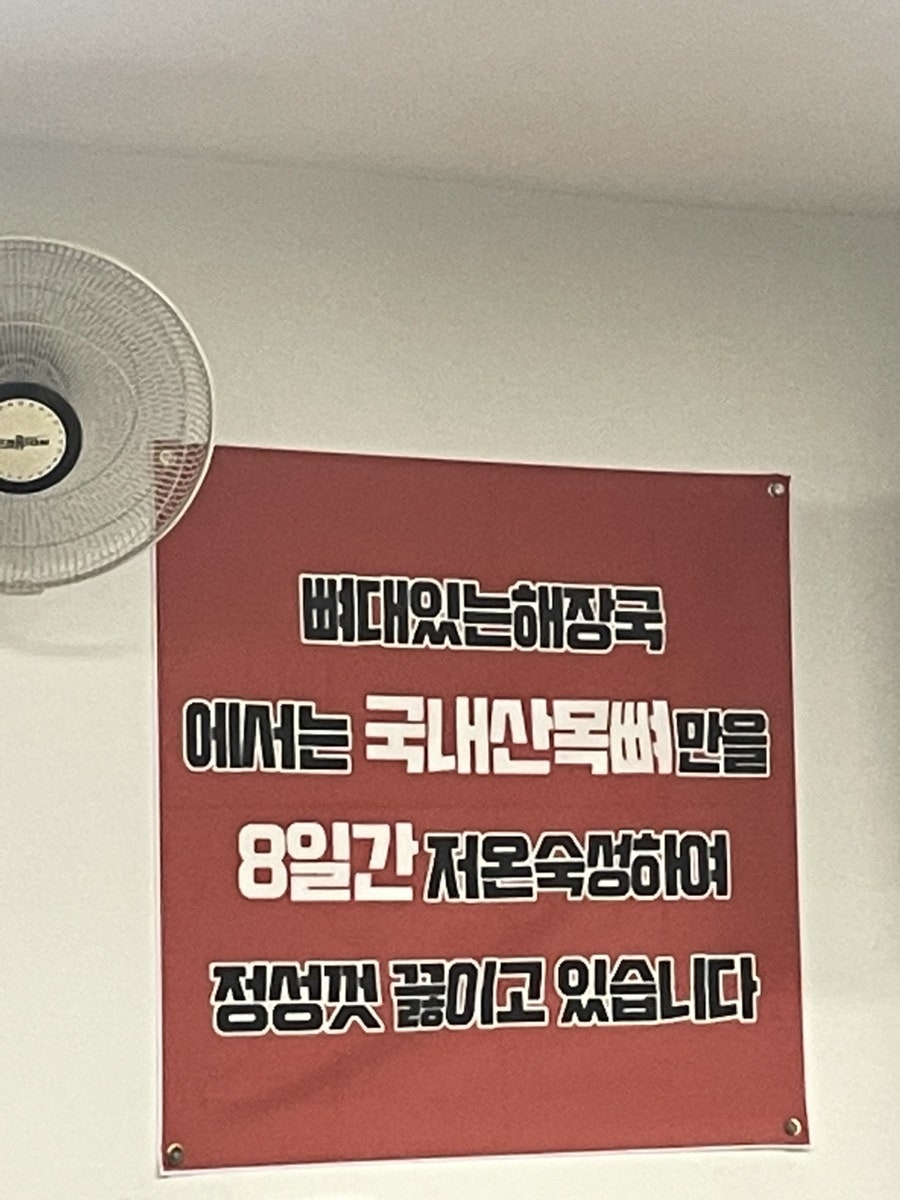 뼈대있는해장국
에서는 국내산목뼈만을
8일간 저온숙성하여
정성껏 끓이고 있습니다